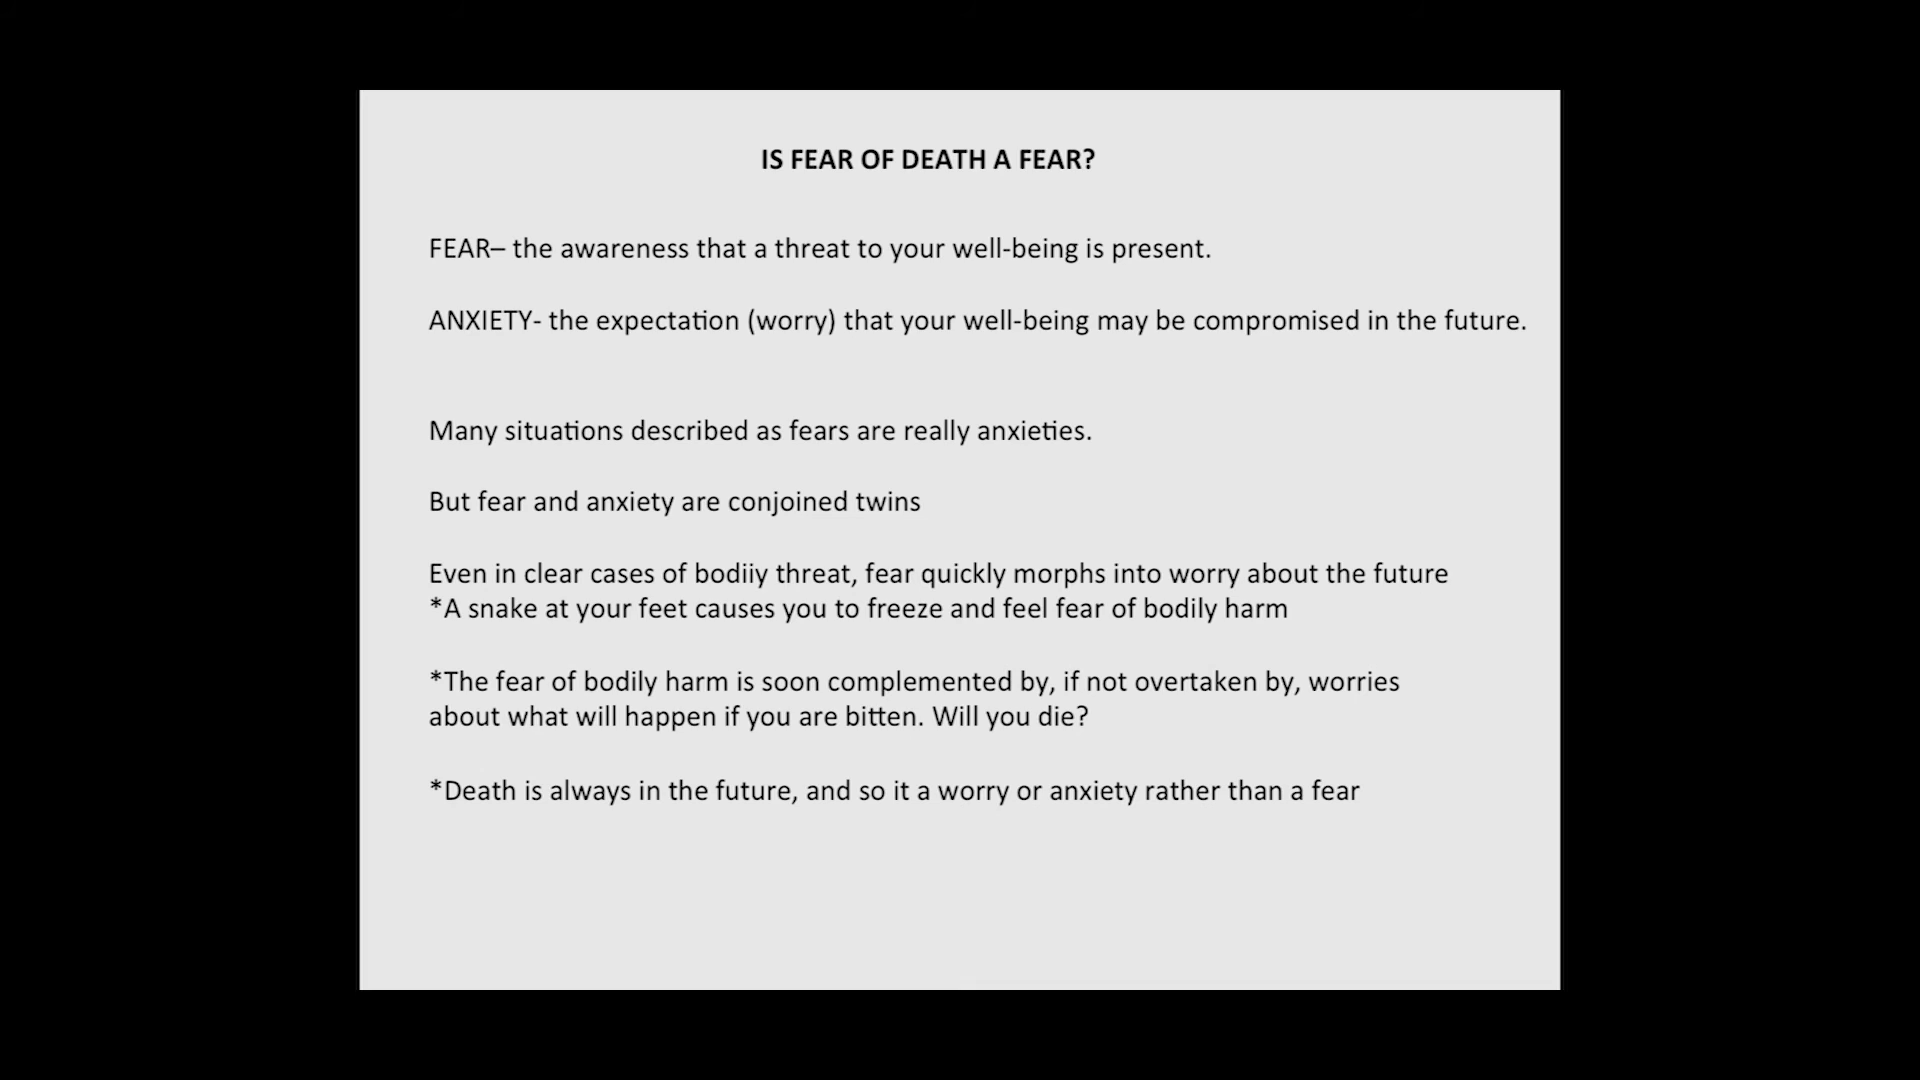 IS FEAR OF DEATH A FEAR?
FEAR– the awareness that a threat to your well-being is present.
ANXIETY- the expectation (worry) that your well-being may be compromised in the future.
Many situations described as fears are really anxieties.
But fear and anxiety are conjoined twins
Even in clear cases of bodiiy threat, fear quickly morphs into worry about the future
*A snake at your feet causes you to freeze and feel fear of bodily harm
*The fear of bodily harm is soon complemented by, if not overtaken by, worries
about what will happen if you are bitten. Will you die?
*Death is always in the future, and so it a worry or anxiety rather than a fear